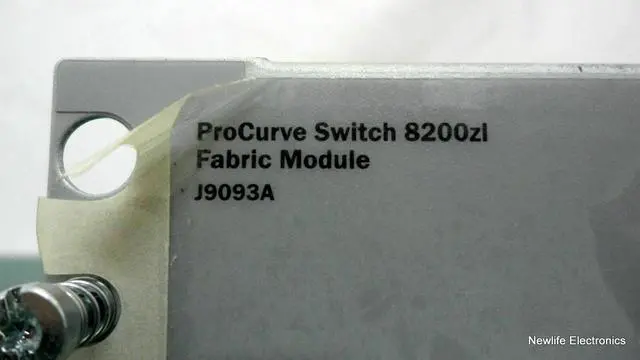 ProCurve Switch 8200zl
Fabric Module
J9093A
Newlife Electronics